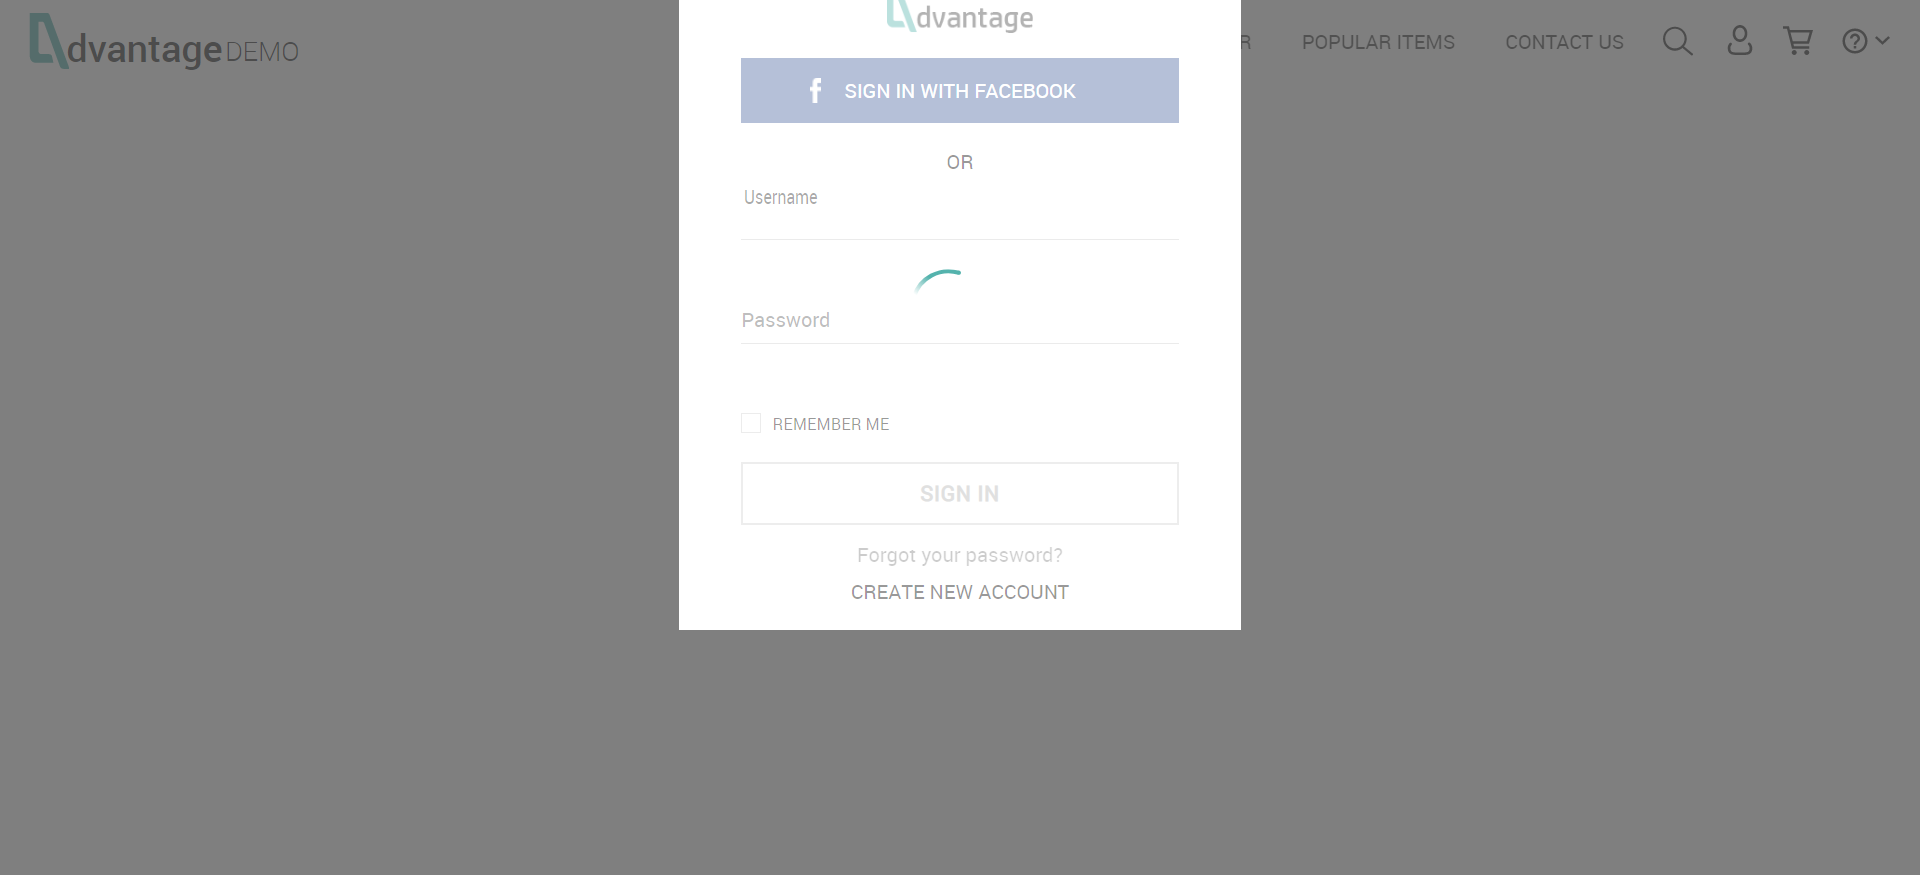 dvantage DEMO
dvantage
R POPULAR ITEMS CONTACT US
SIGN IN WITH FACEBOOK
OR
Username
Password
REMEMBER ME
SIGN IN
Forgot your password?
CREATE NEW ACCOUNT